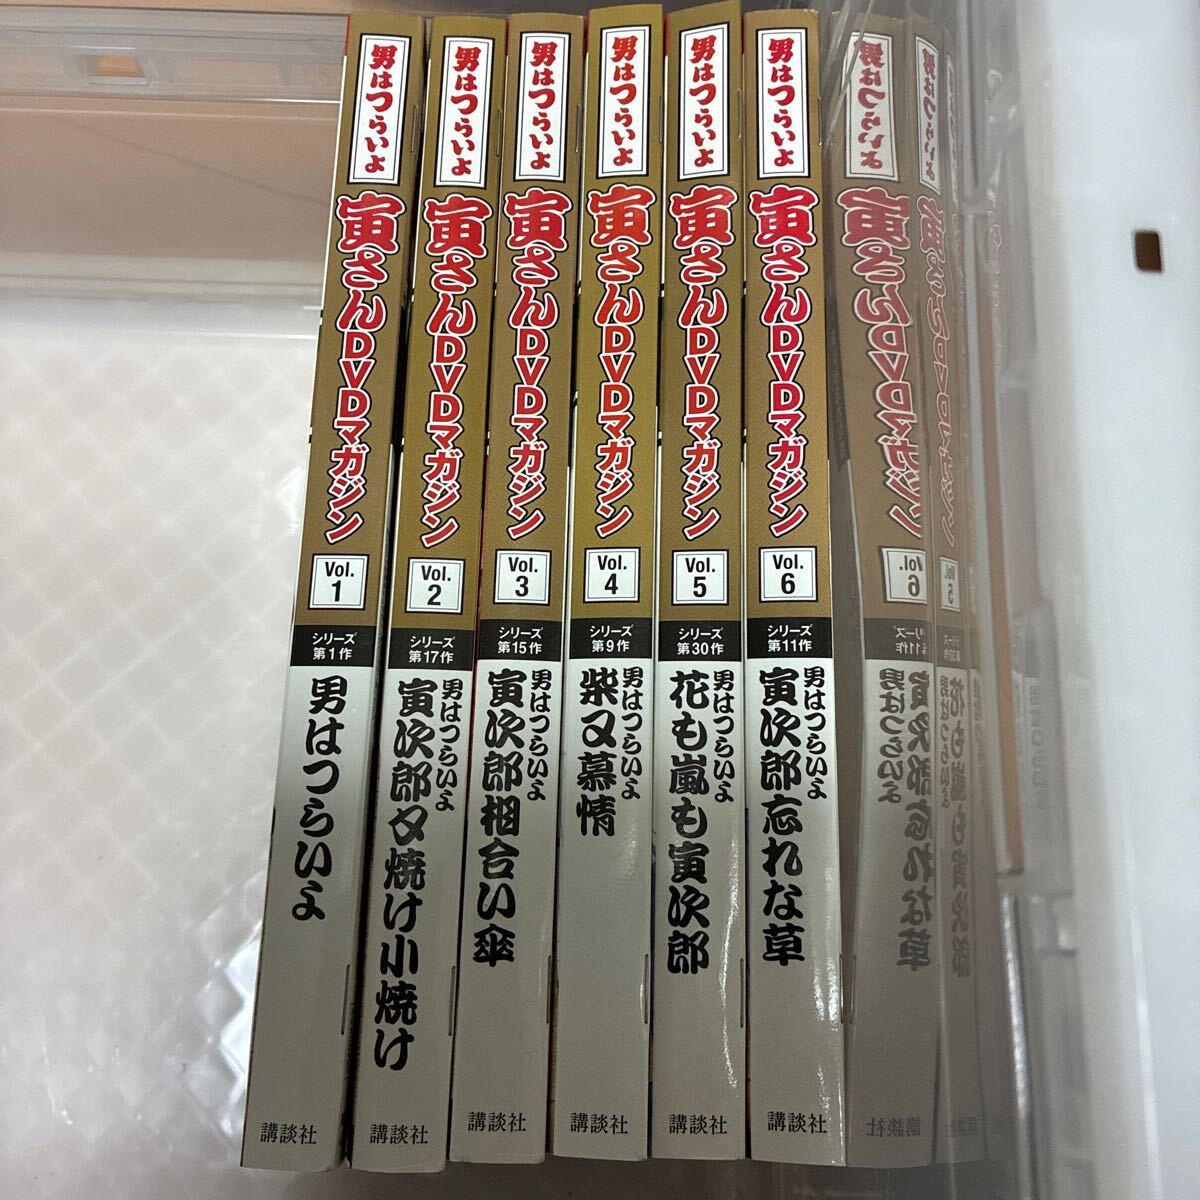 男はつらいよ
寅さんDVDマガジン
Vol.
1
シリーズ
第1作
男はつらいよ
講談社
男はつらいよ
寅さんDVDマガジン
Vol.
2
シリーズ
第17作
男はつらいよ
寅次郎夕焼け小焼け
講談社
男はつらいよ
寅さんDVDマガジン
Vol.
3
シリーズ
第15作
男はつらいよ
寅次郎相合い傘
講談社
男はつらいよ
寅さんDVDマガジン
Vol.
4
シリーズ
第9作
男はつらいよ
柴又慕情
講談社
男はつらいよ
寅さんDVDマガジン
Vol.
5
シリーズ
第30作
男はつらいよ
花も嵐も寅次郎
講談社
男はつらいよ
寅さんDVDマガジン
Vol.
6
シリーズ
第11作
男はつらいよ
寅次郎忘れな草
講談社